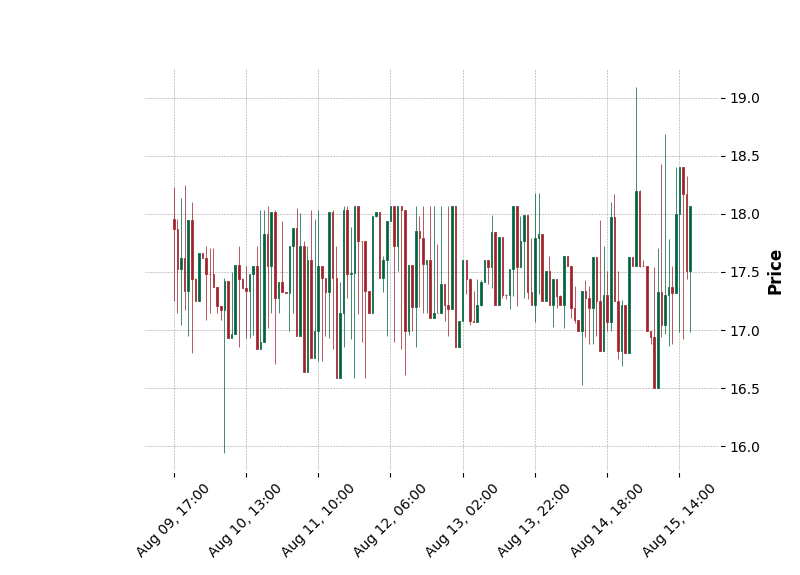 19.0
18.5
18.0
17.5
17.0
16.5
16.0
Price
Aug 09, 17:00
Aug 10, 13:00
Aug 11, 10:00
Aug 12, 06:00
Aug 13, 02:00
Aug 13, 22:00
Aug 14, 18:00
Aug 15, 14:00